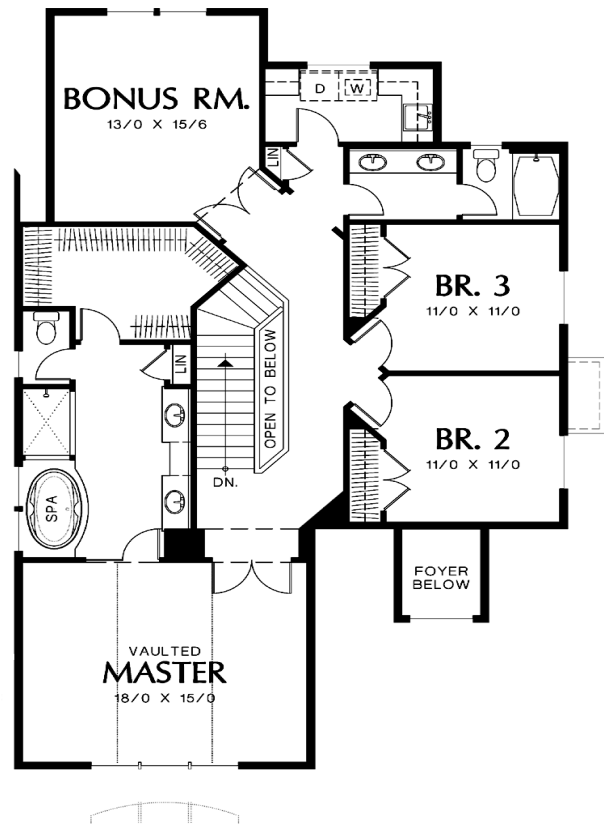 BONUS RM.
13/0 X 15/6
D
W
LIN
BR. 3
11/0 X 11/0
LIN
OPEN TO BELOW
BR. 2
11/0 X 11/0
DN.
SPA
FOYER
BELOW
VAULTED
MASTER
18/0 X 15/0